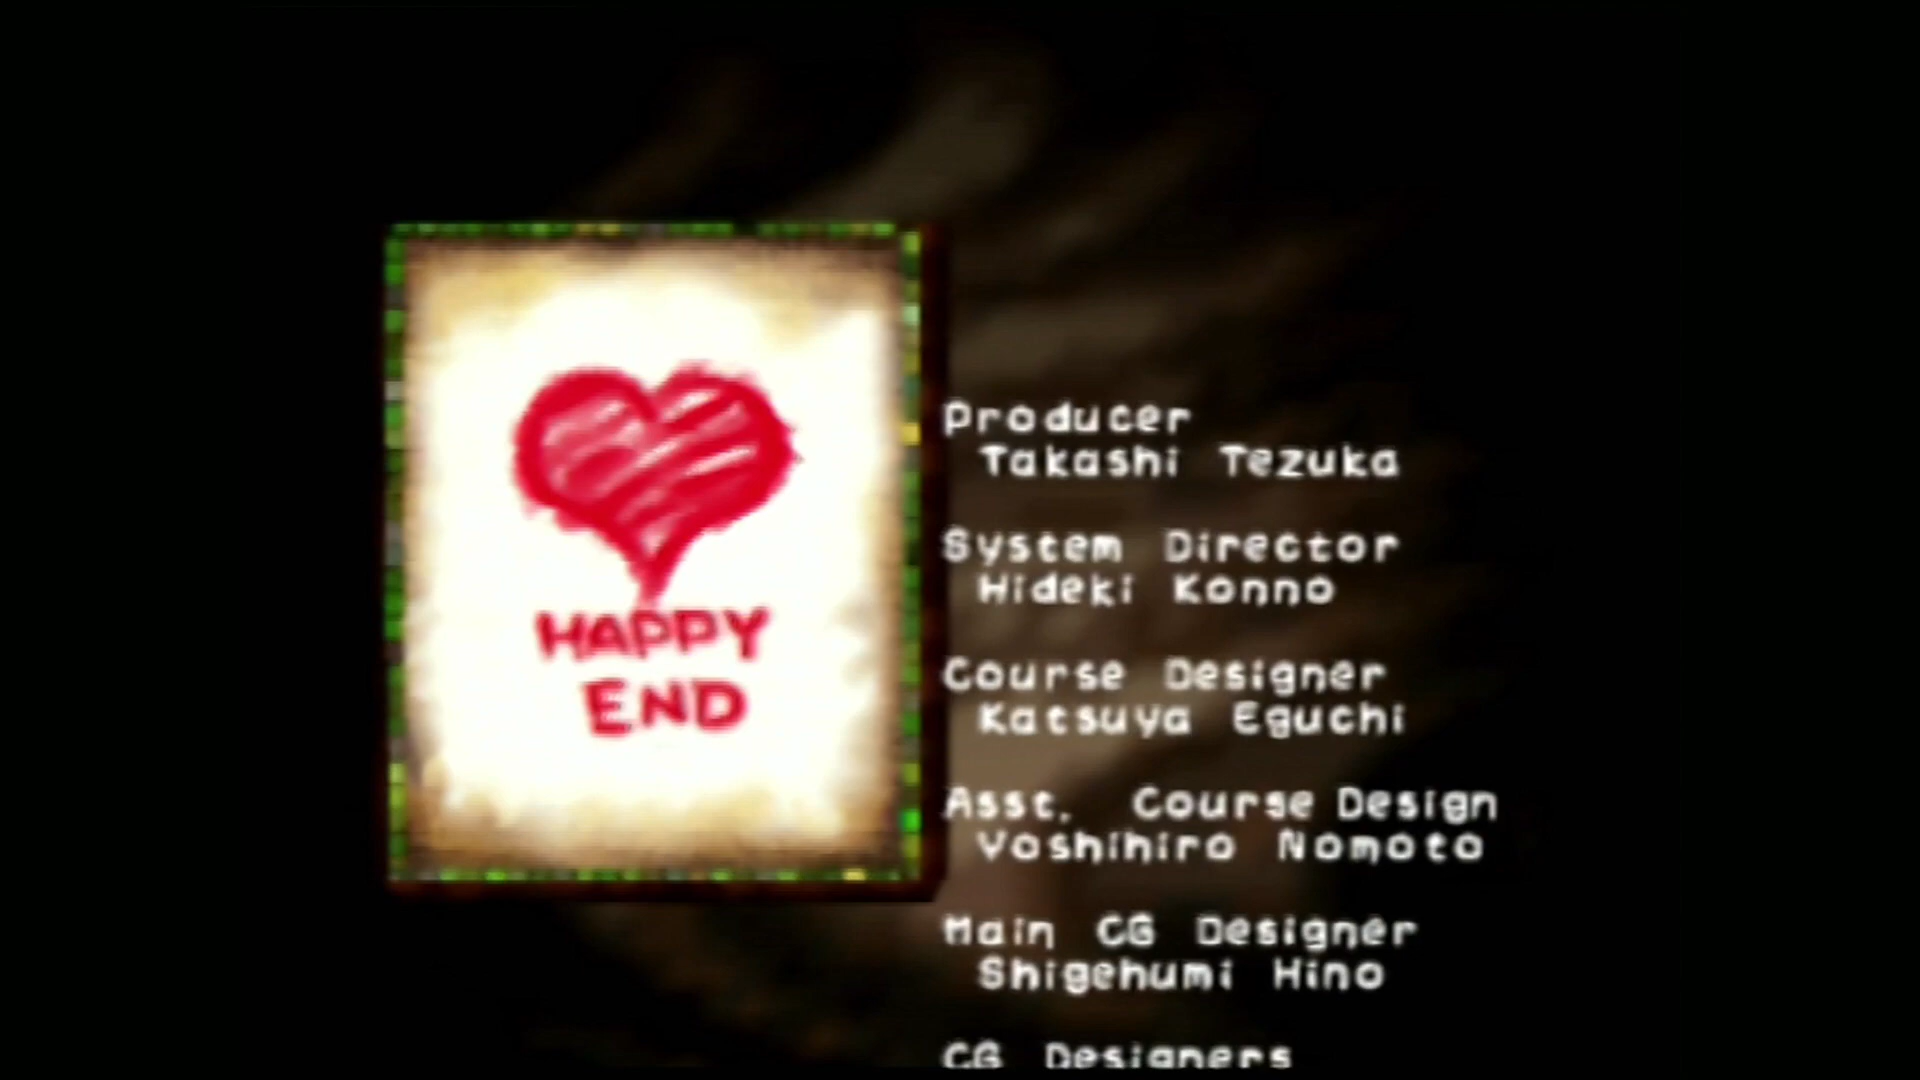 HAPPY
END
Producer
Takashi Tezuka
System Director
Hideki Konno
Course Designer
Katsuya Eguchi
Asst. Course Design
Yoshihiro Nomoto
Main CG Designer
Shigehumi Hino
CG Designers